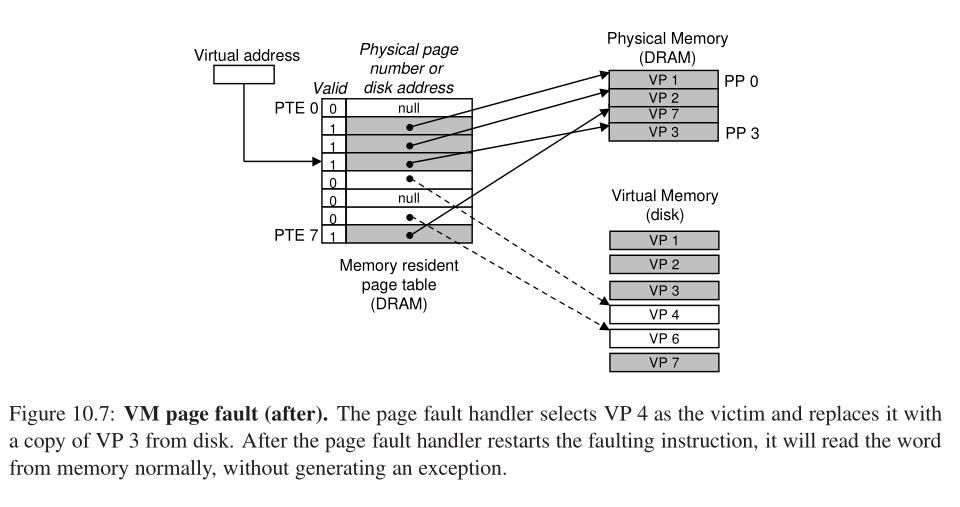 Virtual address
Physical page
number or
disk address
Valid
PTE 0
0
null
1
1
1
0
0
null
0
PTE 7
1
Memory resident
page table
(DRAM)
Physical Memory
(DRAM)
VP 1
PP 0
VP 2
VP 7
VP 3
PP 3
Virtual Memory
(disk)
VP 1
VP 2
VP 3
VP 4
VP 6
VP 7
Figure 10.7: VM page fault (after). The page fault handler selects VP 4 as the victim and replaces it with
a copy of VP 3 from disk. After the page fault handler restarts the faulting instruction, it will read the word
from memory normally, without generating an exception.